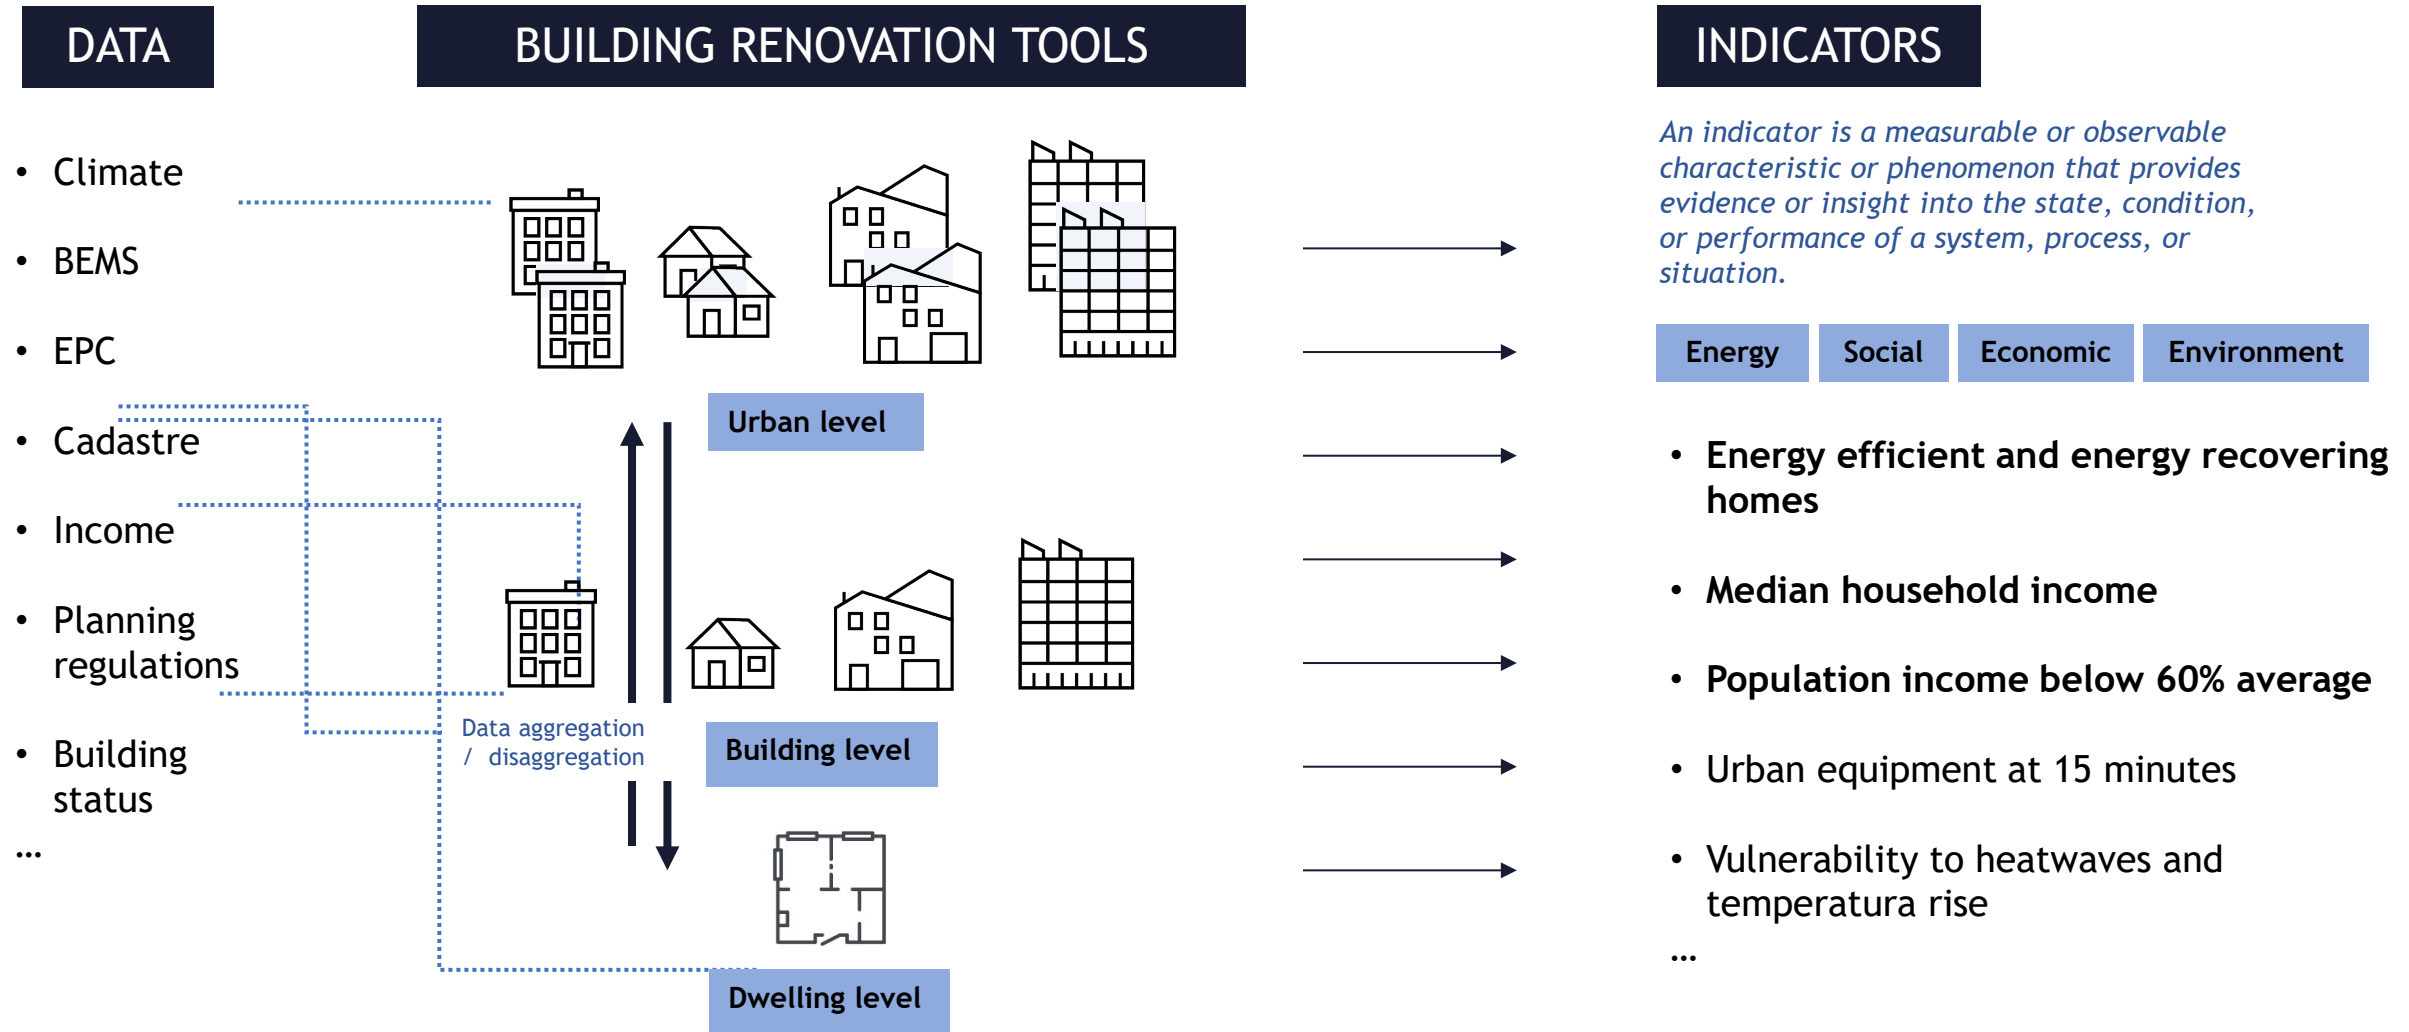 DATA
BUILDING RENOVATION TOOLS
INDICATORS
• Climate
• BEMS
• EPC
• Cadastre
• Income
• Planning
regulations
• Building
status
…
Urban level
Data aggregation
/ disaggregation
Building level
Dwelling level
An indicator is a measurable or observable
characteristic or phenomenon that provides
evidence or insight into the state, condition,
or performance of a system, process, or
situation.
Energy
Social
Economic
Environment
• Energy efficient and energy recovering
homes
• Median household income
• Population income below 60% average
• Urban equipment at 15 minutes
• Vulnerability to heatwaves and
temperatura rise
…